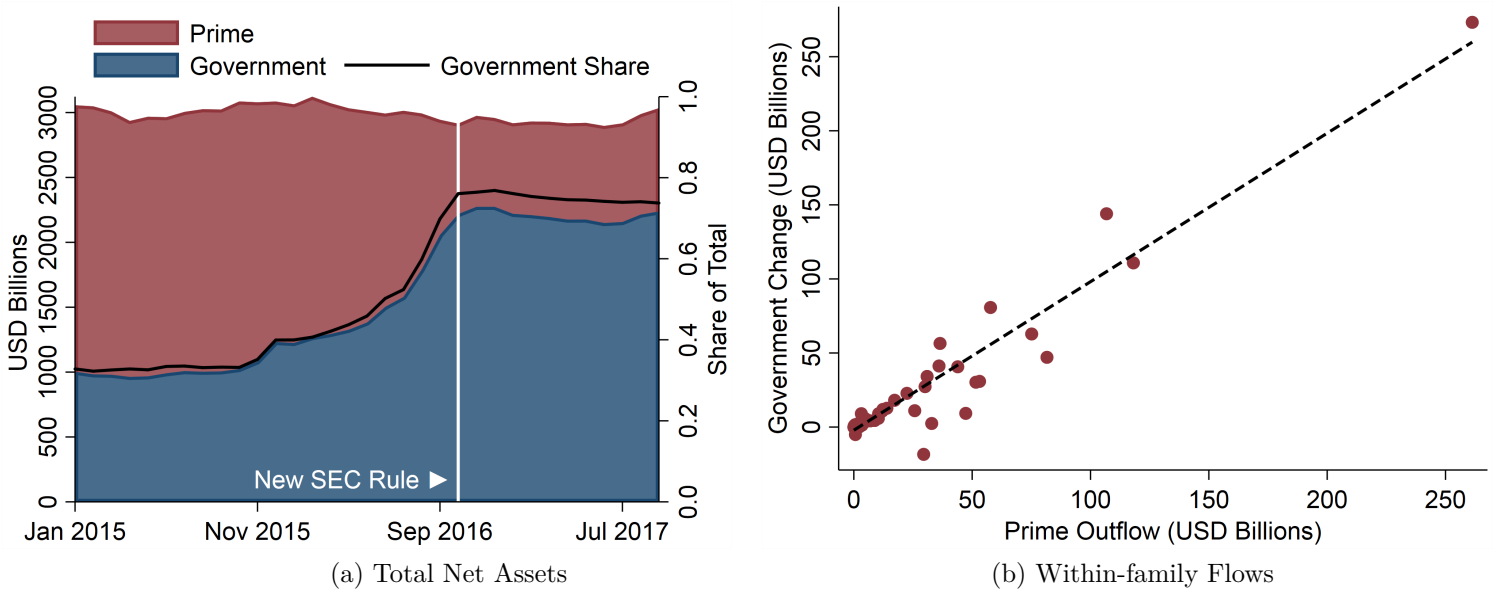 Prime
Government
Government Share
USD Billions
3000
2500
2000
1500
1000
500
0
1.0
0.8
0.6
0.4
0.2
0.0
Share of Total
New SEC Rule ►
Jan 2015 Nov 2015 Sep 2016 Jul 2017
(a) Total Net Assets
Government Change (USD Billions)
250
200
150
100
50
0
0 50 100 150 200 250
Prime Outflow (USD Billions)
(b) Within-family Flows